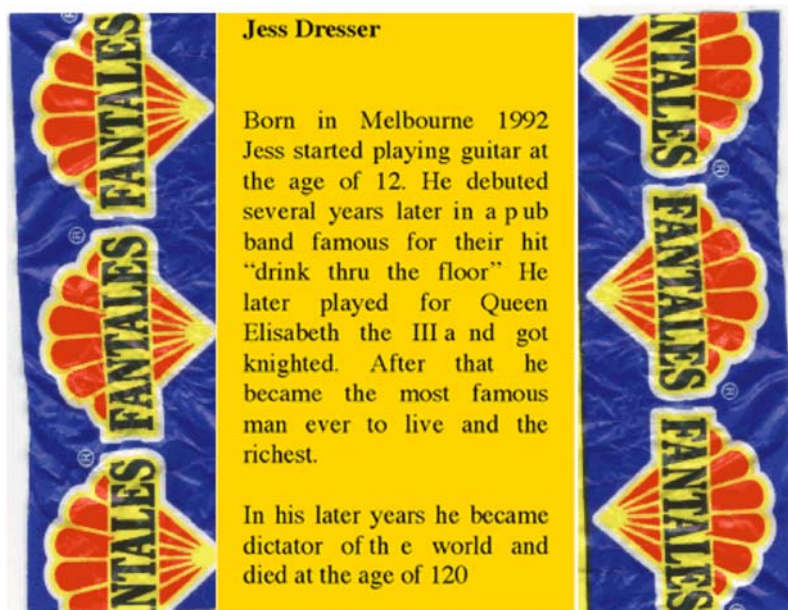 FANTALES
FANTALES
NTALES
Jess Dresser
Born in Melbourne 1992
Jess started playing guitar at
the age of 12. He debuted
several years later in a p ub
band famous for their hit
“drink thru the floor” He
later played for Queen
Elisabeth the III a nd got
knighted. After that he
became the most famous
man ever to live and the
richest.
In his later years he became
dictator of th e world and
died at the age of 120
NTALES
FANTALES
FANTALES